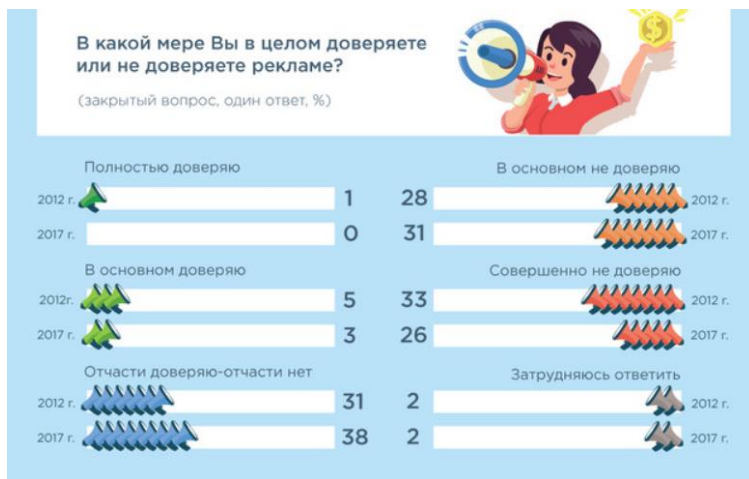 В какой мере Вы в целом доверяете
или не доверяете рекламе?
(закрытый вопрос, один ответ, %)
Полностью доверяю
2012 г. 1
2017 г. 0
В основном доверяю
2012г. 5
2017 г. 3
Отчасти доверяю-отчасти нет
2012 г. 31
2017 г. 38
В основном не доверяю
28 2012 г.
31 2017 г.
Совершенно не доверяю
33 2012 г.
26 2017 г.
Затрудняюсь ответить
2 2012 г.
2 2017 г.